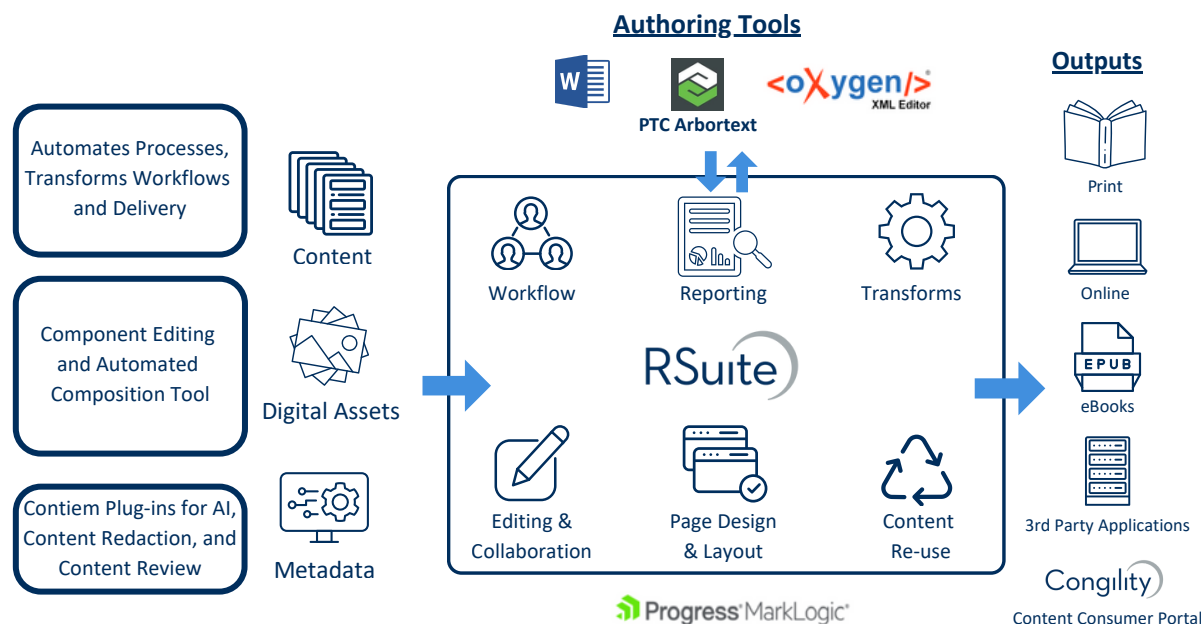 Authoring Tools
W
PTC Arbortext
<oXygen/>®
XML Editor
Outputs
Automates Processes,
Transforms Workflows
and Delivery
Component Editing
and Automated
Composition Tool
Contiem Plug-ins for AI,
Content Redaction, and
Content Review
Content
Digital Assets
Metadata
Workflow
Reporting
Transforms
RSuite
Editing &
Collaboration
Page Design
& Layout
Content
Re-use
Progress® MarkLogic®
Print
Online
EPUB
eBooks
3rd Party Applications
Congility
Content Consumer Portal